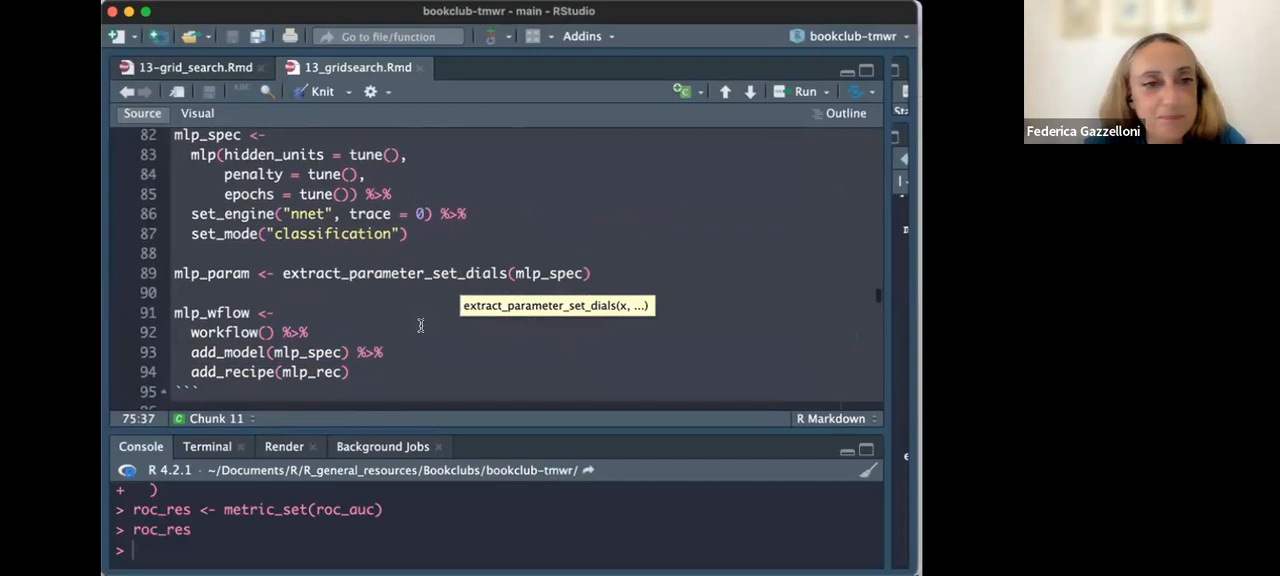 bookclub-tmwr - main - RStudio
Go to file/function
Addins
bookclub-tmwr
13-grid_search.Rmd
13_gridsearch.Rmd
ABC
Knit
Run
Source
Visual
Outline
82 mlp_spec <-
83 mlp(hidden_units = tune(),
84 penalty = tune(),
85 epochs = tune()) %>%
86 set_engine("nnet", trace = 0) %>%
87 set_mode("classification")
88
89 mlp_param <- extract_parameter_set_dials(mlp_spec)
90
extract_parameter_set_dials(x, ...)
91 mlp_wflow <-
92 workflow() %>%
93 add_model(mlp_spec) %>%
94 add_recipe(mlp_rec)
95 ```
75:37
Chunk 11
R Markdown
Console
Terminal
Render
Background Jobs
R 4.2.1 · ~/Documents/R/R_general_resources/Bookclubs/bookclub-tmwr/
+ )
> roc_res <- metric_set(roc_auc)
> roc_res
>
Federica Gazzelloni